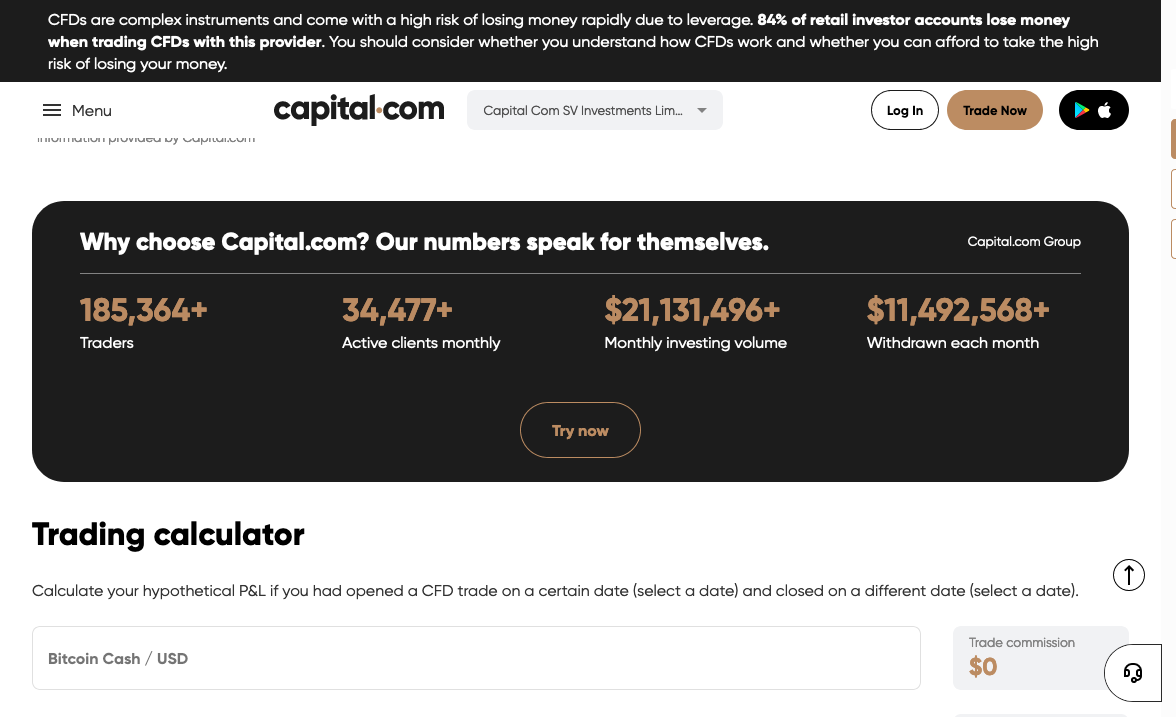 CFDs are complex instruments and come with a high risk of losing money rapidly due to leverage. 84% of retail investor accounts lose money
when trading CFDs with this provider. You should consider whether you understand how CFDs work and whether you can afford to take the high
risk of losing your money.
Menu
capital.com
Capital Com SV Investments Lim...
Log In
Trade Now
information provided by Capital.com
Why choose Capital.com? Our numbers speak for themselves.
Capital.com Group
185,364+
Traders
34,477+
Active clients monthly
$21,131,496+
Monthly investing volume
$11,492,568+
Withdrawn each month
Try now
Trading calculator
Calculate your hypothetical P&L if you had opened a CFD trade on a certain date (select a date) and closed on a different date (select a date).
Bitcoin Cash / USD
Trade commission
$0